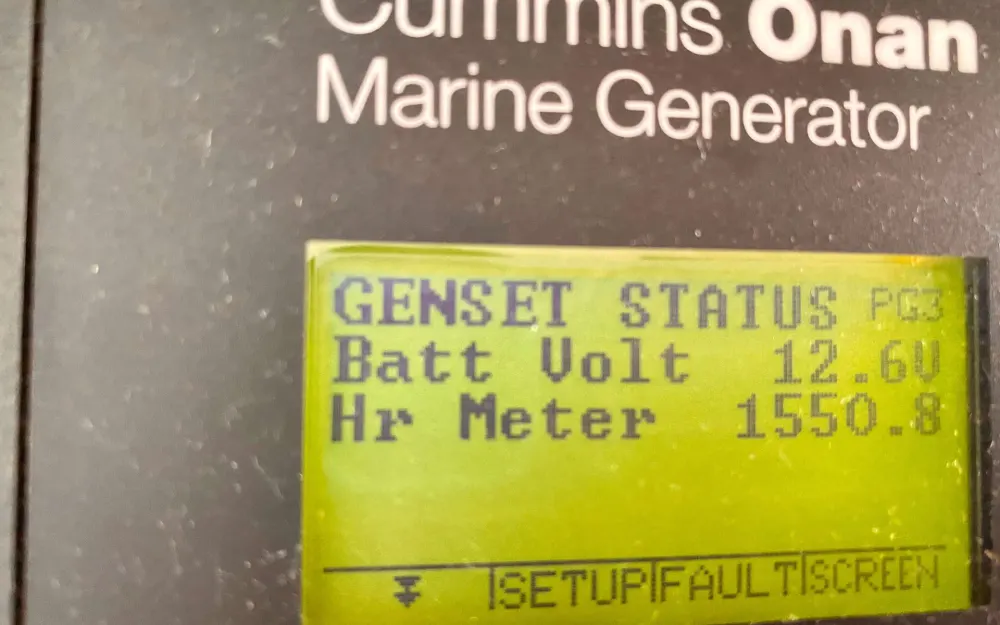 Cummins Onan
Marine Generator
GENSET STATUS PG3
Batt Volt 12.6V
Hr Meter 1550.8
SETUP FAULT SCREEN